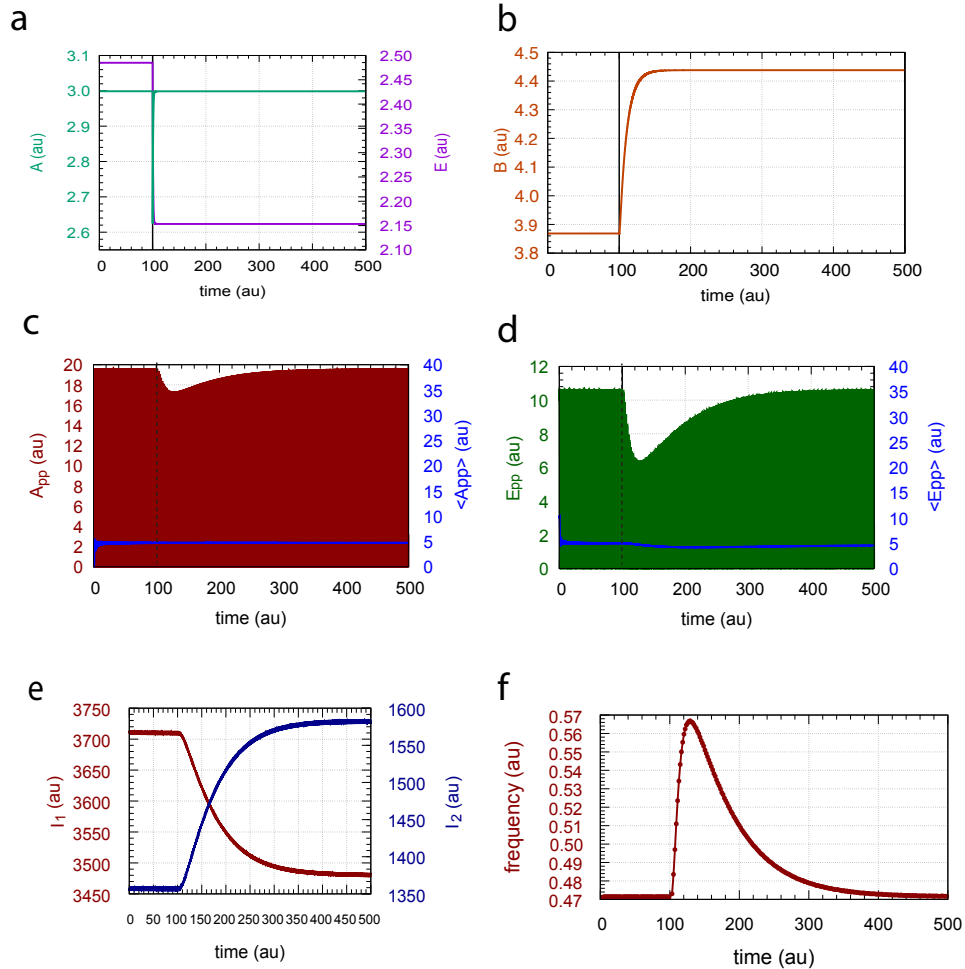 a
3.1
3.0
2.9
2.8
2.7
2.6
A (au)
2.50
2.45
2.40
2.35
2.30
2.25
2.20
2.15
2.10
E (au)
0 100 200 300 400 500
time (au)
b
4.5
4.4
4.3
4.2
4.1
4.0
3.9
3.8
B (au)
0 100 200 300 400 500
time (au)
c
20
18
16
14
12
10
8
6
4
2
0
App (au)
40
35
30
25
20
15
10
5
0
<App> (au)
0 100 200 300 400 500
time (au)
d
12
10
8
6
4
2
0
Epp (au)
40
35
30
25
20
15
10
5
0
<Epp> (au)
0 100 200 300 400 500
time (au)
e
3750
3700
3650
3600
3550
3500
3450
I1 (au)
1600
1550
1500
1450
1400
1350
I2 (au)
0 50 100 150 200 250 300 350 400 450 500
time (au)
f
0.57
0.56
0.55
0.54
0.53
0.52
0.51
0.50
0.49
0.48
0.47
frequency (au)
0 100 200 300 400 500
time (au)